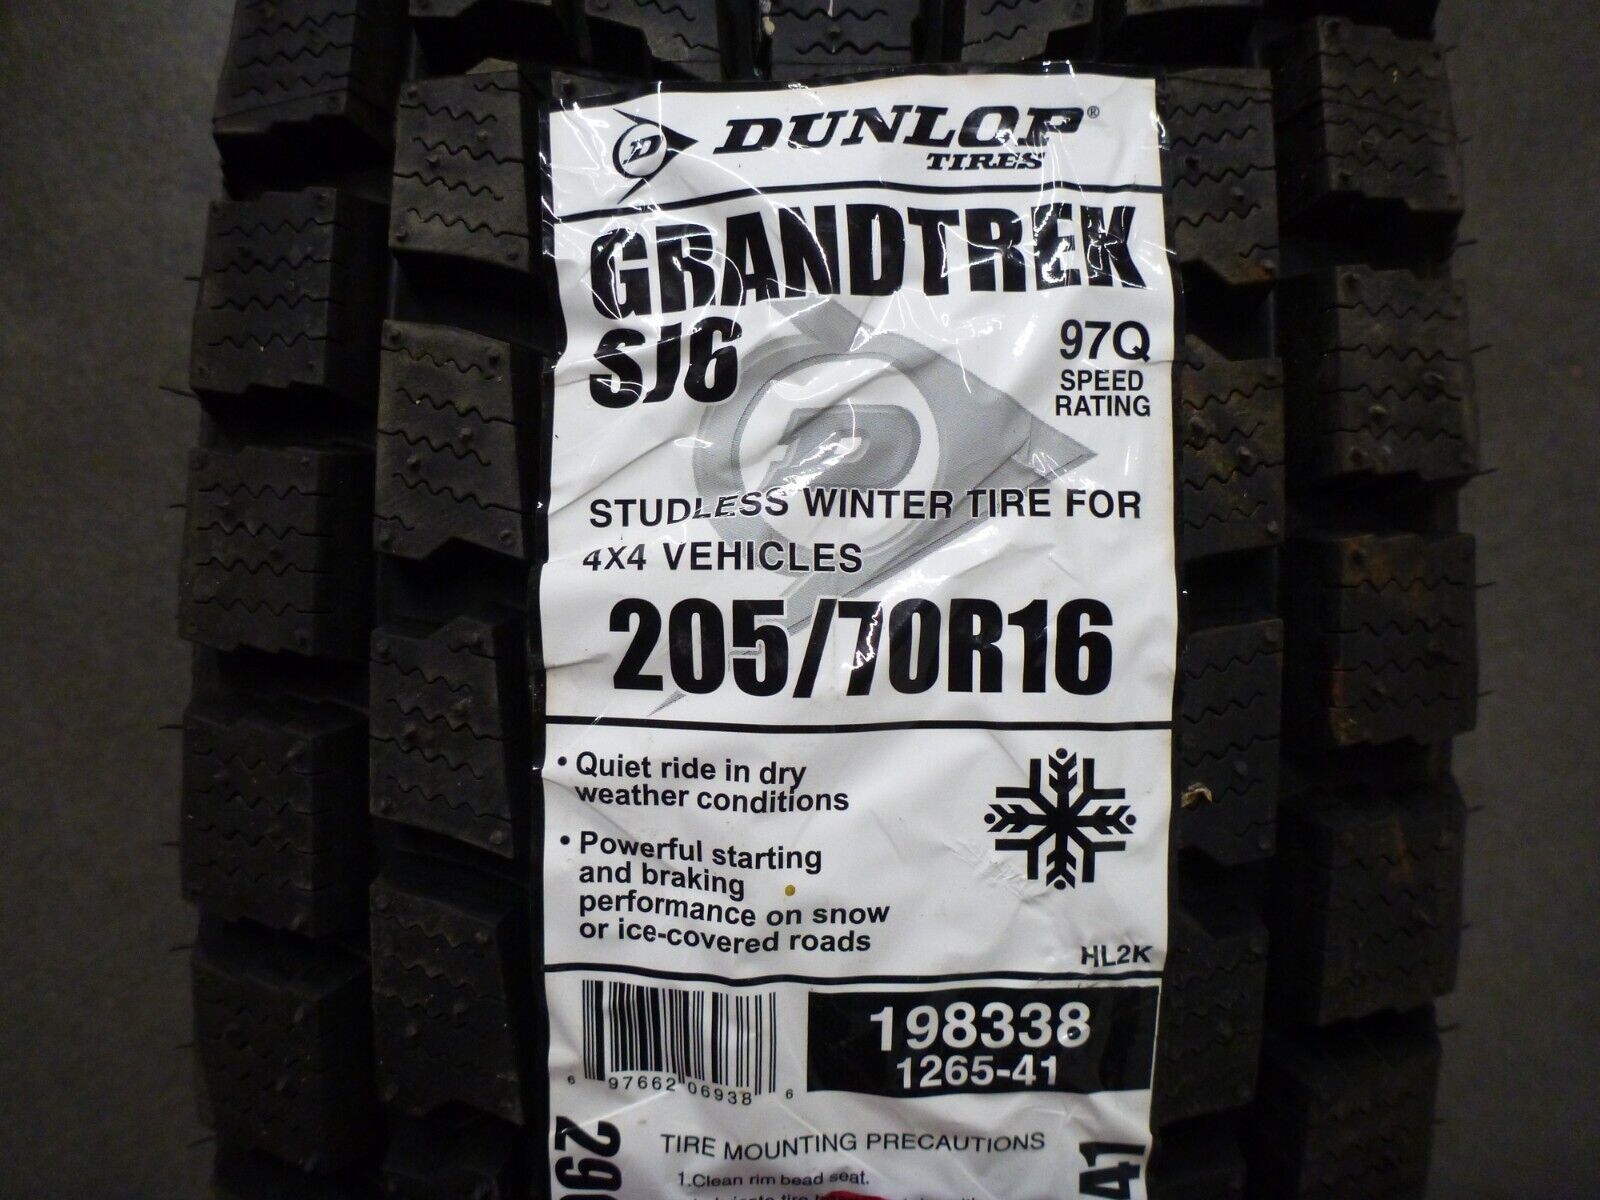 D DUNLOP®
TIRES
GRANDTREK
SJ6
97Q
SPEED
RATING
STUDLESS WINTER TIRE FOR
4X4 VEHICLES
205/70R16
• Quiet ride in dry
weather conditions
• Powerful starting
and braking
performance on snow
or ice-covered roads
HL2K
198338
1265-41
6 97662 06938 6
290
41
TIRE MOUNTING PRECAUTIONS
1.Clean rim bead seat.